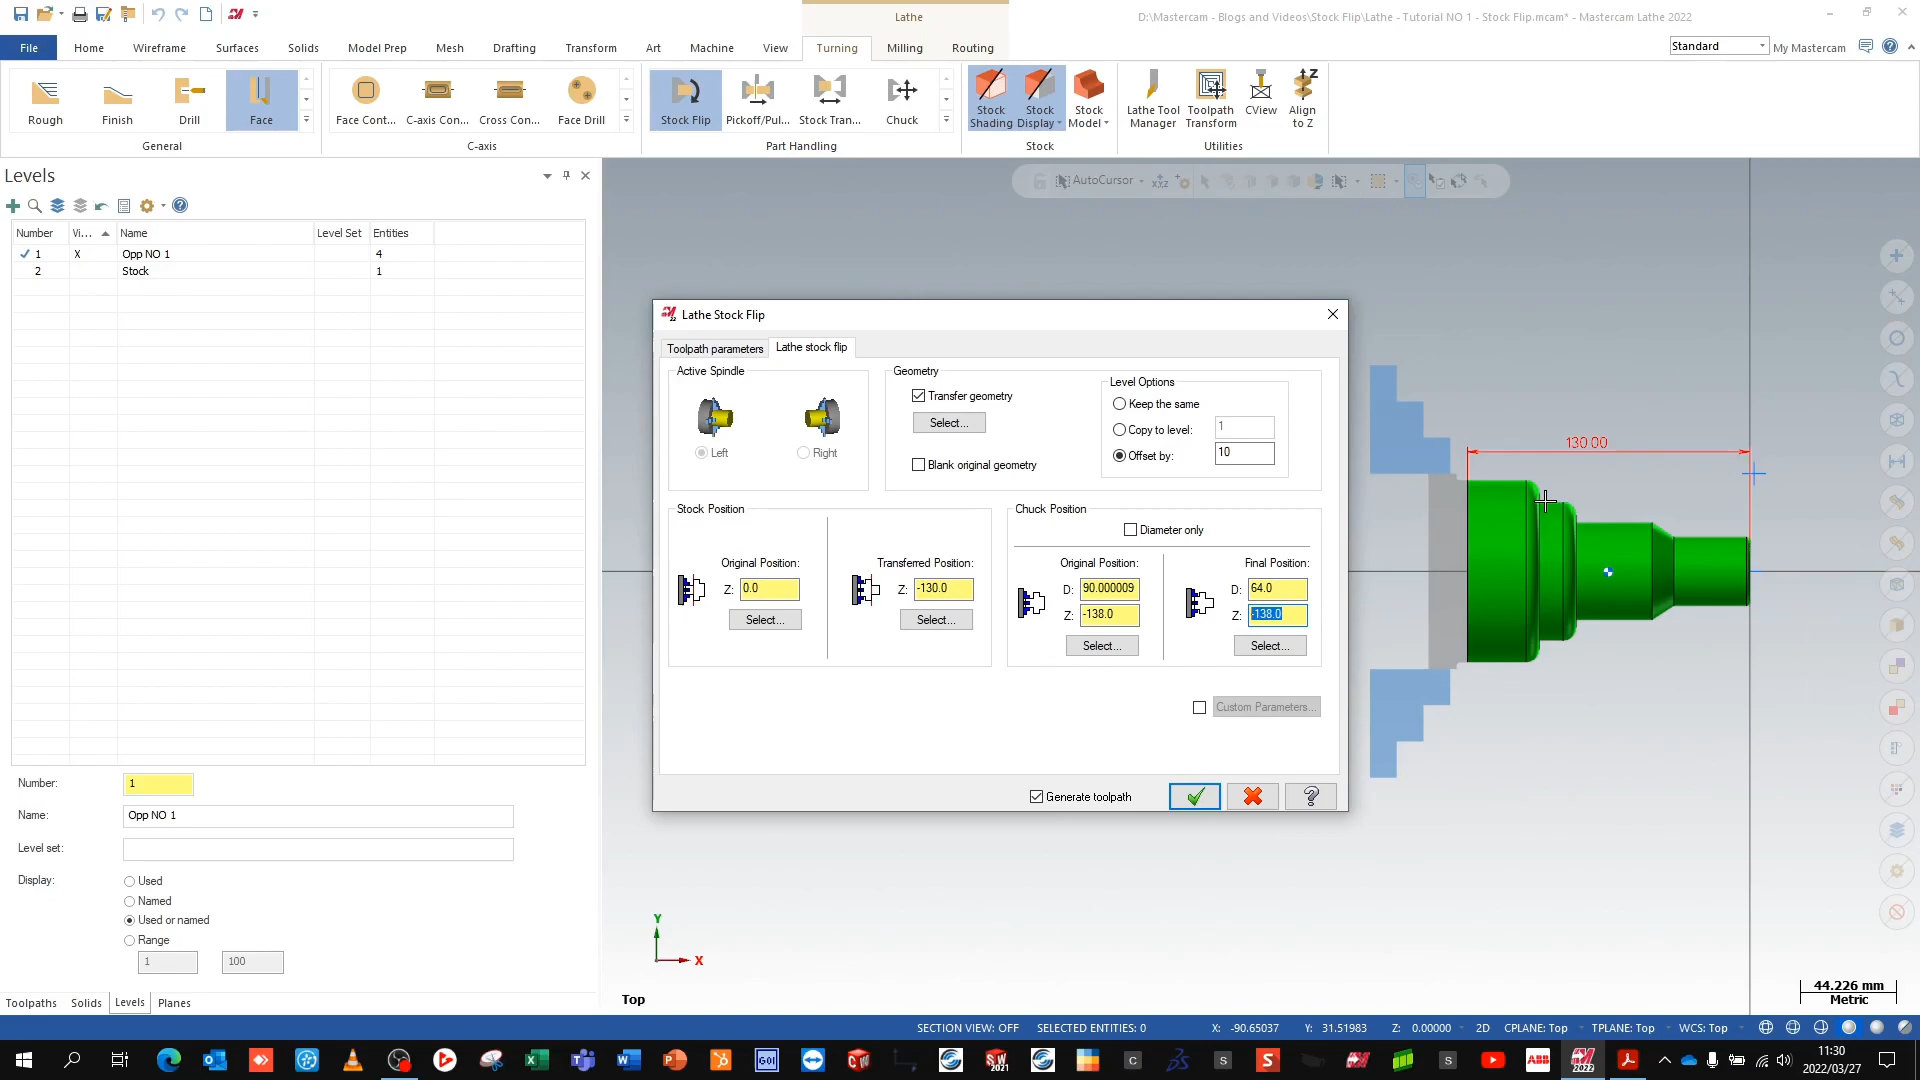 Lathe
D:\Mastercam - Blogs and Videos\Stock Flip\Lathe - Tutorial NO 1 - Stock Flip.mcam* - Mastercam Lathe 2022
File Home Wireframe Surfaces Solids Model Prep Mesh Drafting Transform Art Machine View Turning Milling Routing Standard My Mastercam
Rough Finish Drill Face
General
Face Cont... C-axis Con... Cross Con... Face Drill
C-axis
Stock Flip Pickoff/Pul... Stock Tran... Chuck
Part Handling
Stock Shading Stock Display Stock Model
Stock
Lathe Tool Manager Toolpath Transform CView Align to Z
Utilities
Levels
AutoCursor
Number Vi... Name Level Set Entities
1 X Opp NO 1 4
2 Stock 1
Lathe Stock Flip
Toolpath parameters Lathe stock flip
Active Spindle
Left Right
Geometry
Transfer geometry
Select...
Blank original geometry
Level Options
Keep the same
Copy to level: 1
Offset by: 10
Stock Position
Original Position:
Z: 0.0
Select...
Transferred Position:
Z: -130.0
Select...
Chuck Position
Diameter only
Original Position:
D: 90.000009
Z: -138.0
Select...
Final Position:
D: 64.0
Z: -138.0
Select...
Custom Parameters...
Generate toolpath
130.00
Number: 1
Name: Opp NO 1
Level set:
Display:
Used
Named
Used or named
Range
1 100
Toolpaths Solids Levels Planes
Y
X
Top
44.226 mm
Metric
SECTION VIEW: OFF SELECTED ENTITIES: 0 X: -90.65037 Y: 31.51983 Z: 0.00000 2D CPLANE: Top TPLANE: Top WCS: Top
11:30
2022/03/27